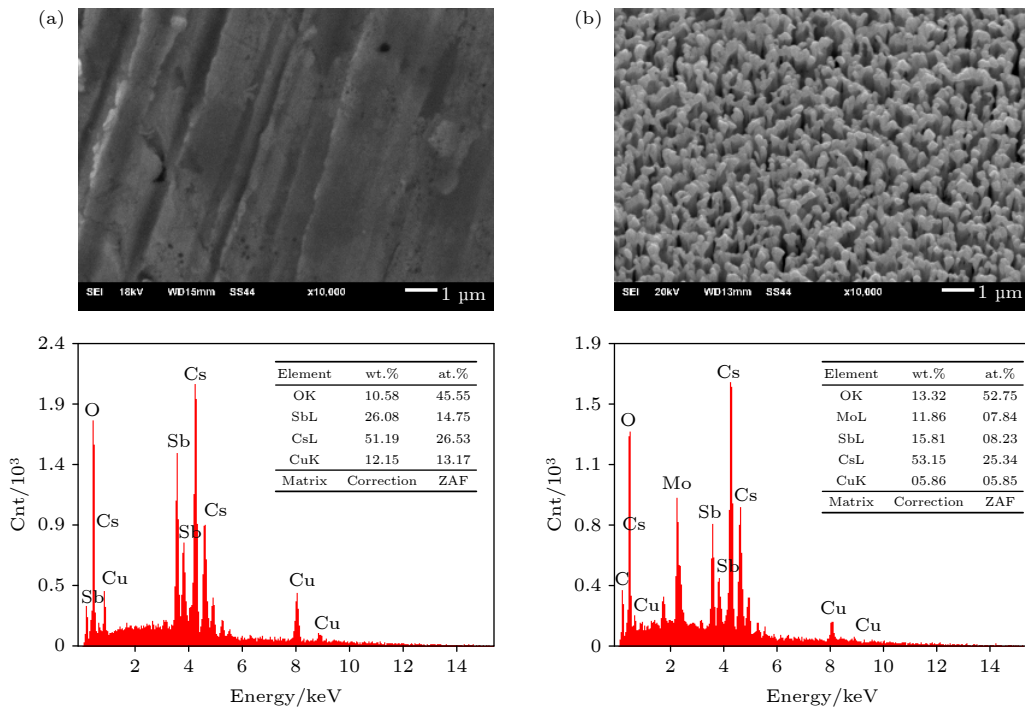 (a)
SEI 18kV WD15mm SS44 x10,000 1 μm
(b)
SEI 20kV WD13mm SS44 x10,000 1 μm
2.4
1.9
1.4
0.9
0.5
0
Cnt/10³
O
Cs
Sb
Cu
Sb
Sb
Cs
Cs
Cu
Cu
Element wt.% at.%
OK 10.58 45.55
SbL 26.08 14.75
CsL 51.19 26.53
CuK 12.15 13.17
Matrix Correction ZAF
2 4 6 8 10 12 14
Energy/keV
1.9
1.5
1.1
0.8
0.4
0
Cnt/10³
O
Cs
C
Cu
Mo
Sb
Sb
Cs
Cs
Cu
Cu
Element wt.% at.%
OK 13.32 52.75
MoL 11.86 07.84
SbL 15.81 08.23
CsL 53.15 25.34
CuK 05.86 05.85
Matrix Correction ZAF
2 4 6 8 10 12 14
Energy/keV